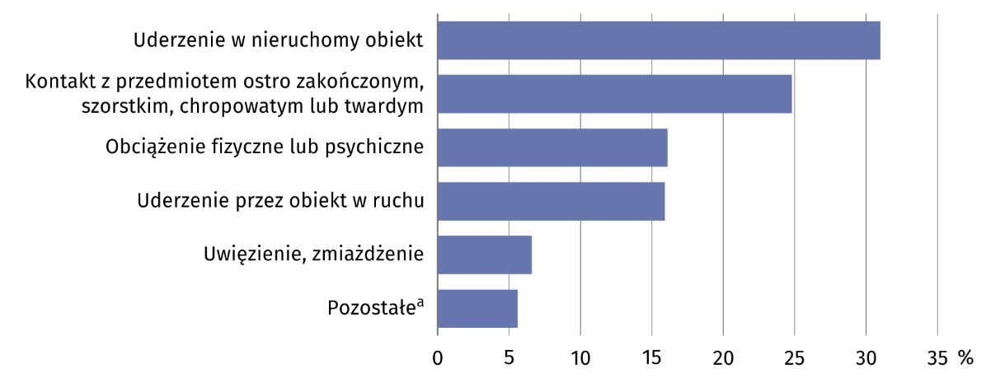 Uderzenie w nieruchomy obiekt
Kontakt z przedmiotem ostro zakończonym,
szorstkim, chropowatym lub twardym
Obciążenie fizyczne lub psychiczne
Uderzenie przez obiekt w ruchu
Uwięzienie, zmiażdżenie
Pozostałeᵃ
0 5 10 15 20 25 30 35 %